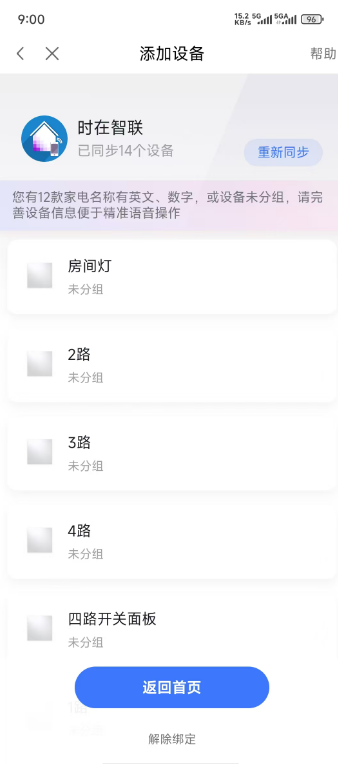 9:00
15.2 KB/s 5G 5GA 96
添加设备
帮助
时在智联
已同步14个设备
重新同步
您有12款家电名称有英文、数字，或设备未分组，请完
善设备信息便于精准语音操作
房间灯
未分组
2路
未分组
3路
未分组
4路
未分组
四路开关面板
未分组
返回首页
解除绑定